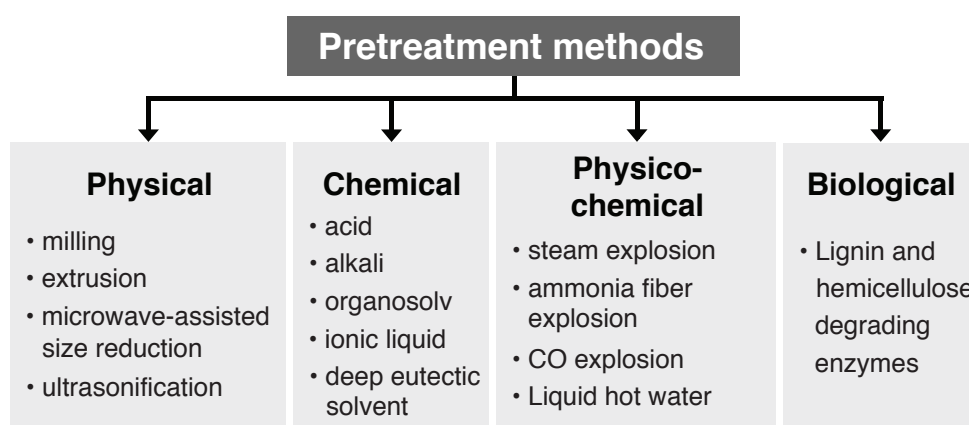 Pretreatment methods
Physical
• milling
• extrusion
• microwave-assisted
size reduction
• ultrasonification
Chemical
• acid
• alkali
• organosolv
• ionic liquid
• deep eutectic
solvent
Physico-
chemical
• steam explosion
• ammonia fiber
explosion
• CO explosion
• Liquid hot water
Biological
• Lignin and
hemicellulose
degrading
enzymes